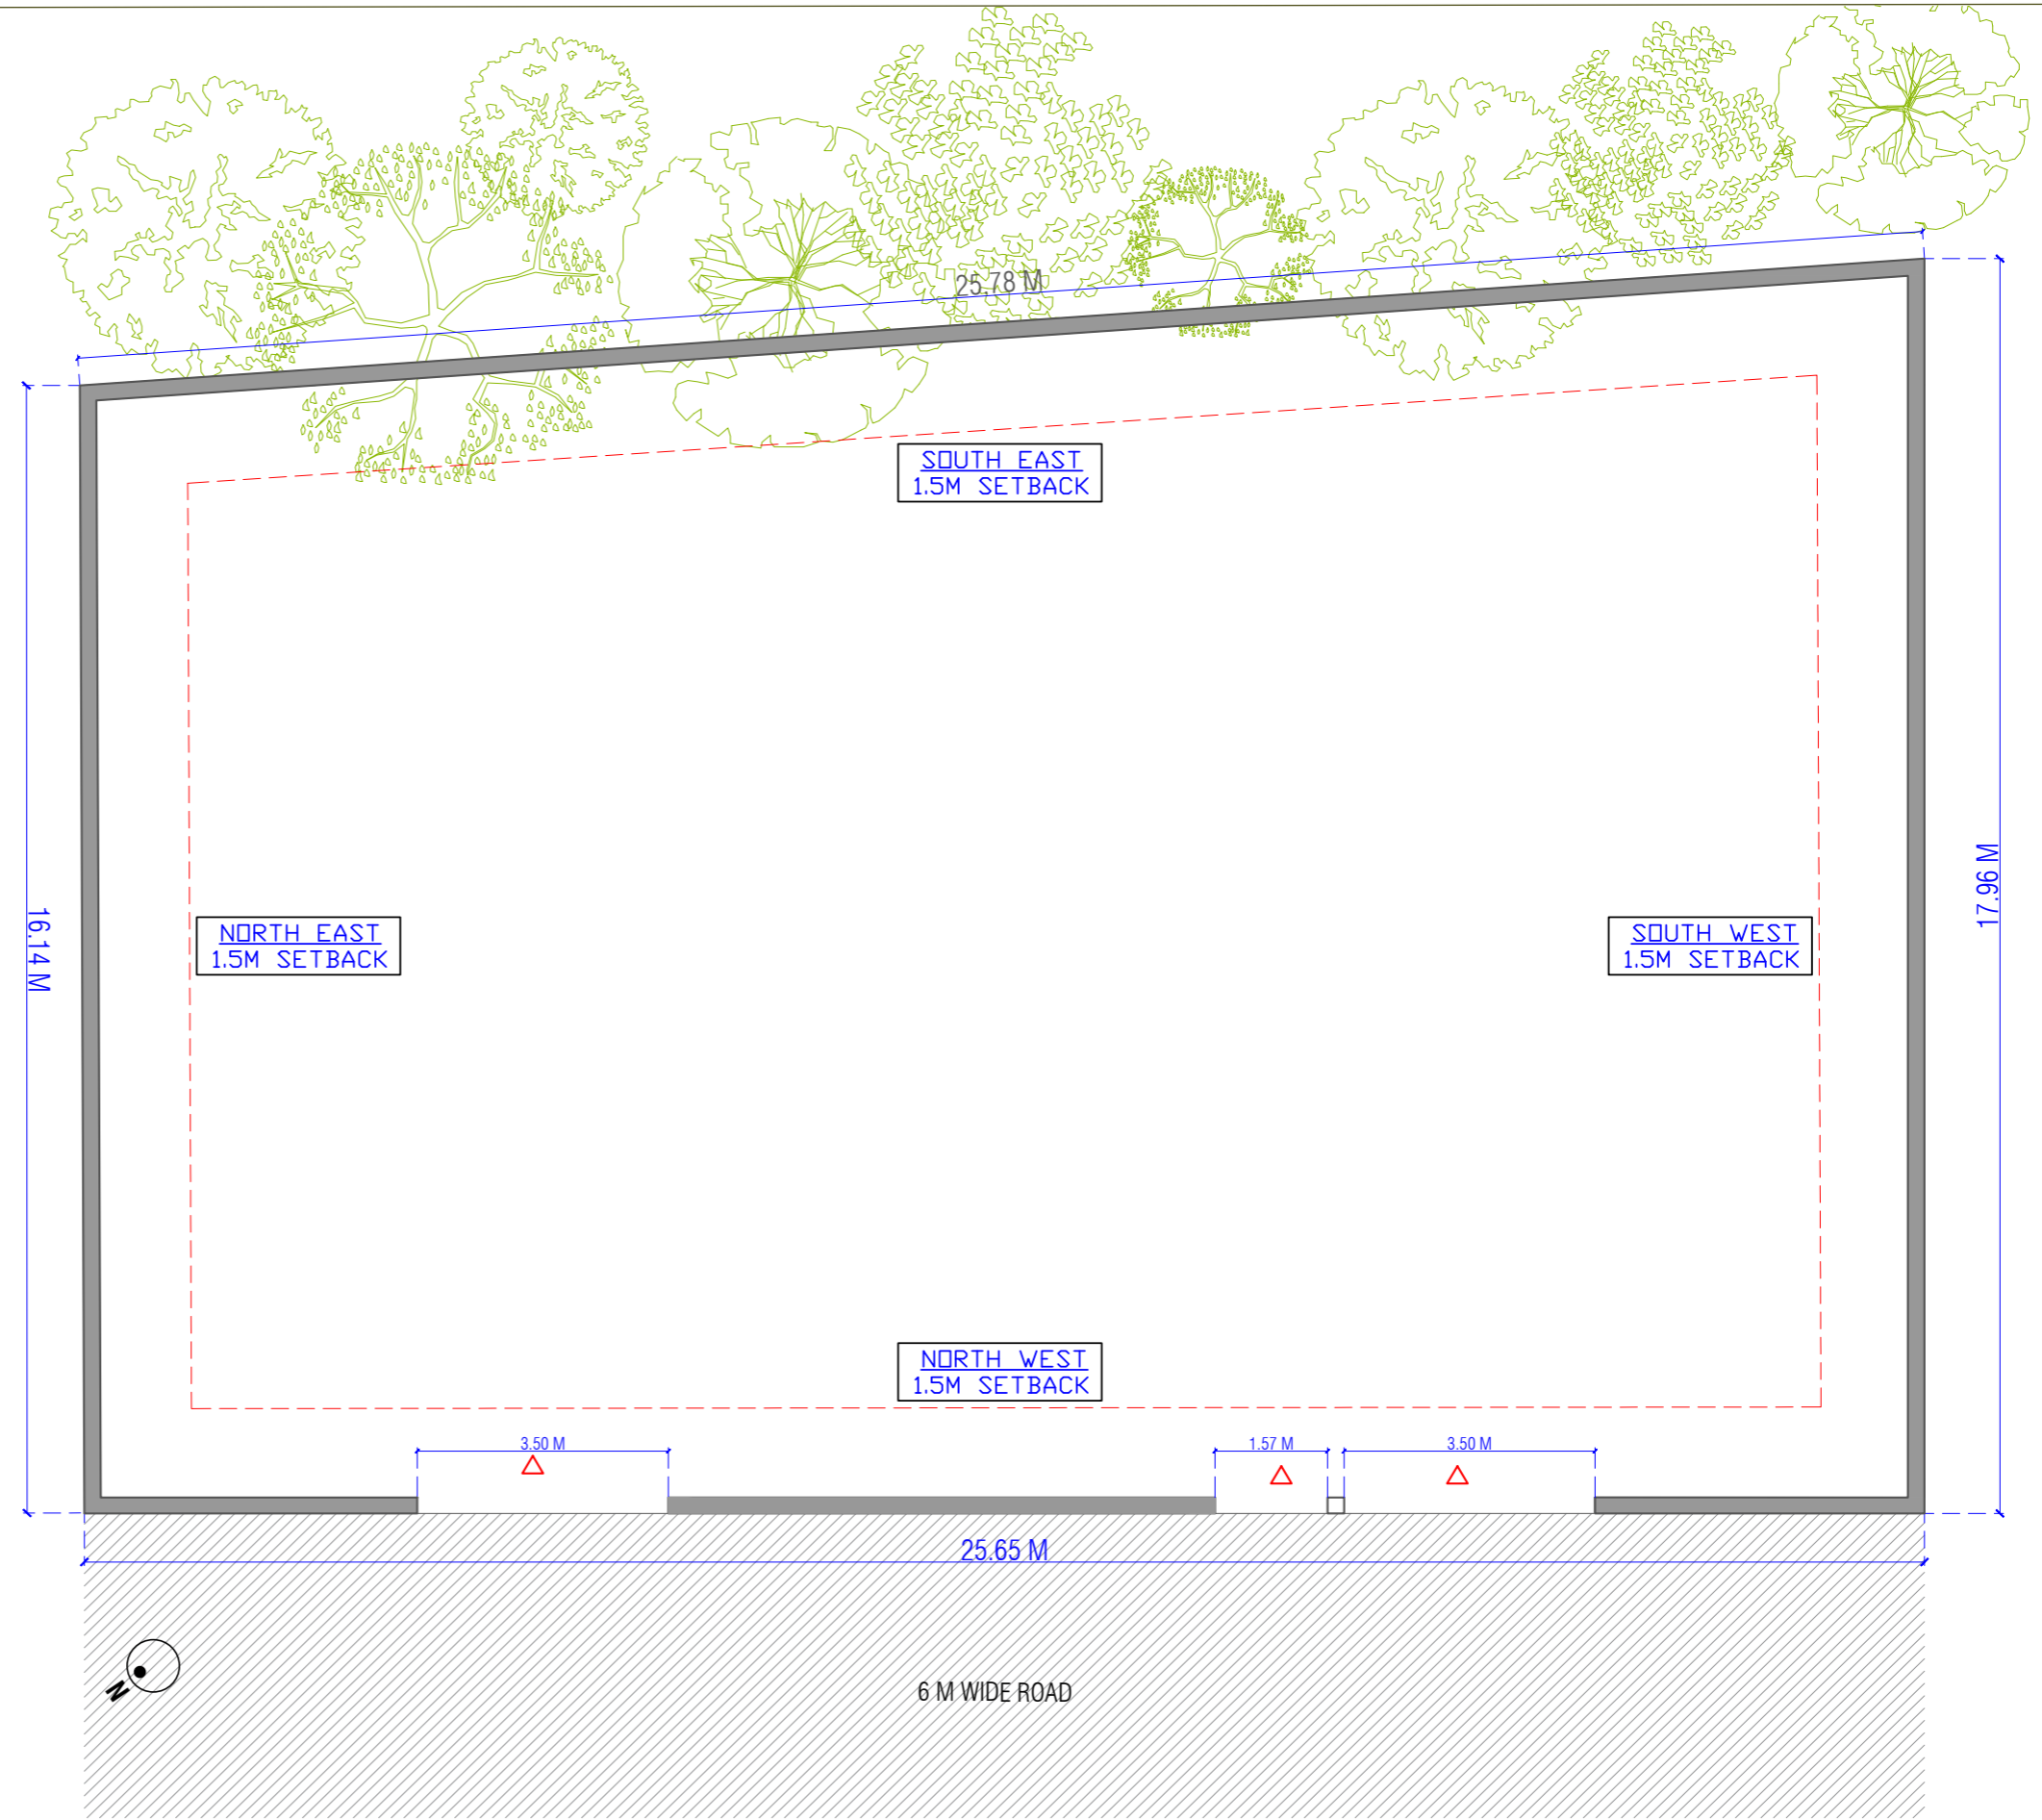 25.78 M
SOUTH EAST
1.5M SETBACK
16.14 M
NORTH EAST
1.5M SETBACK
SOUTH WEST
1.5M SETBACK
17.96 M
NORTH WEST
1.5M SETBACK
3.50 M
1.57 M
3.50 M
25.65 M
N
6 M WIDE ROAD